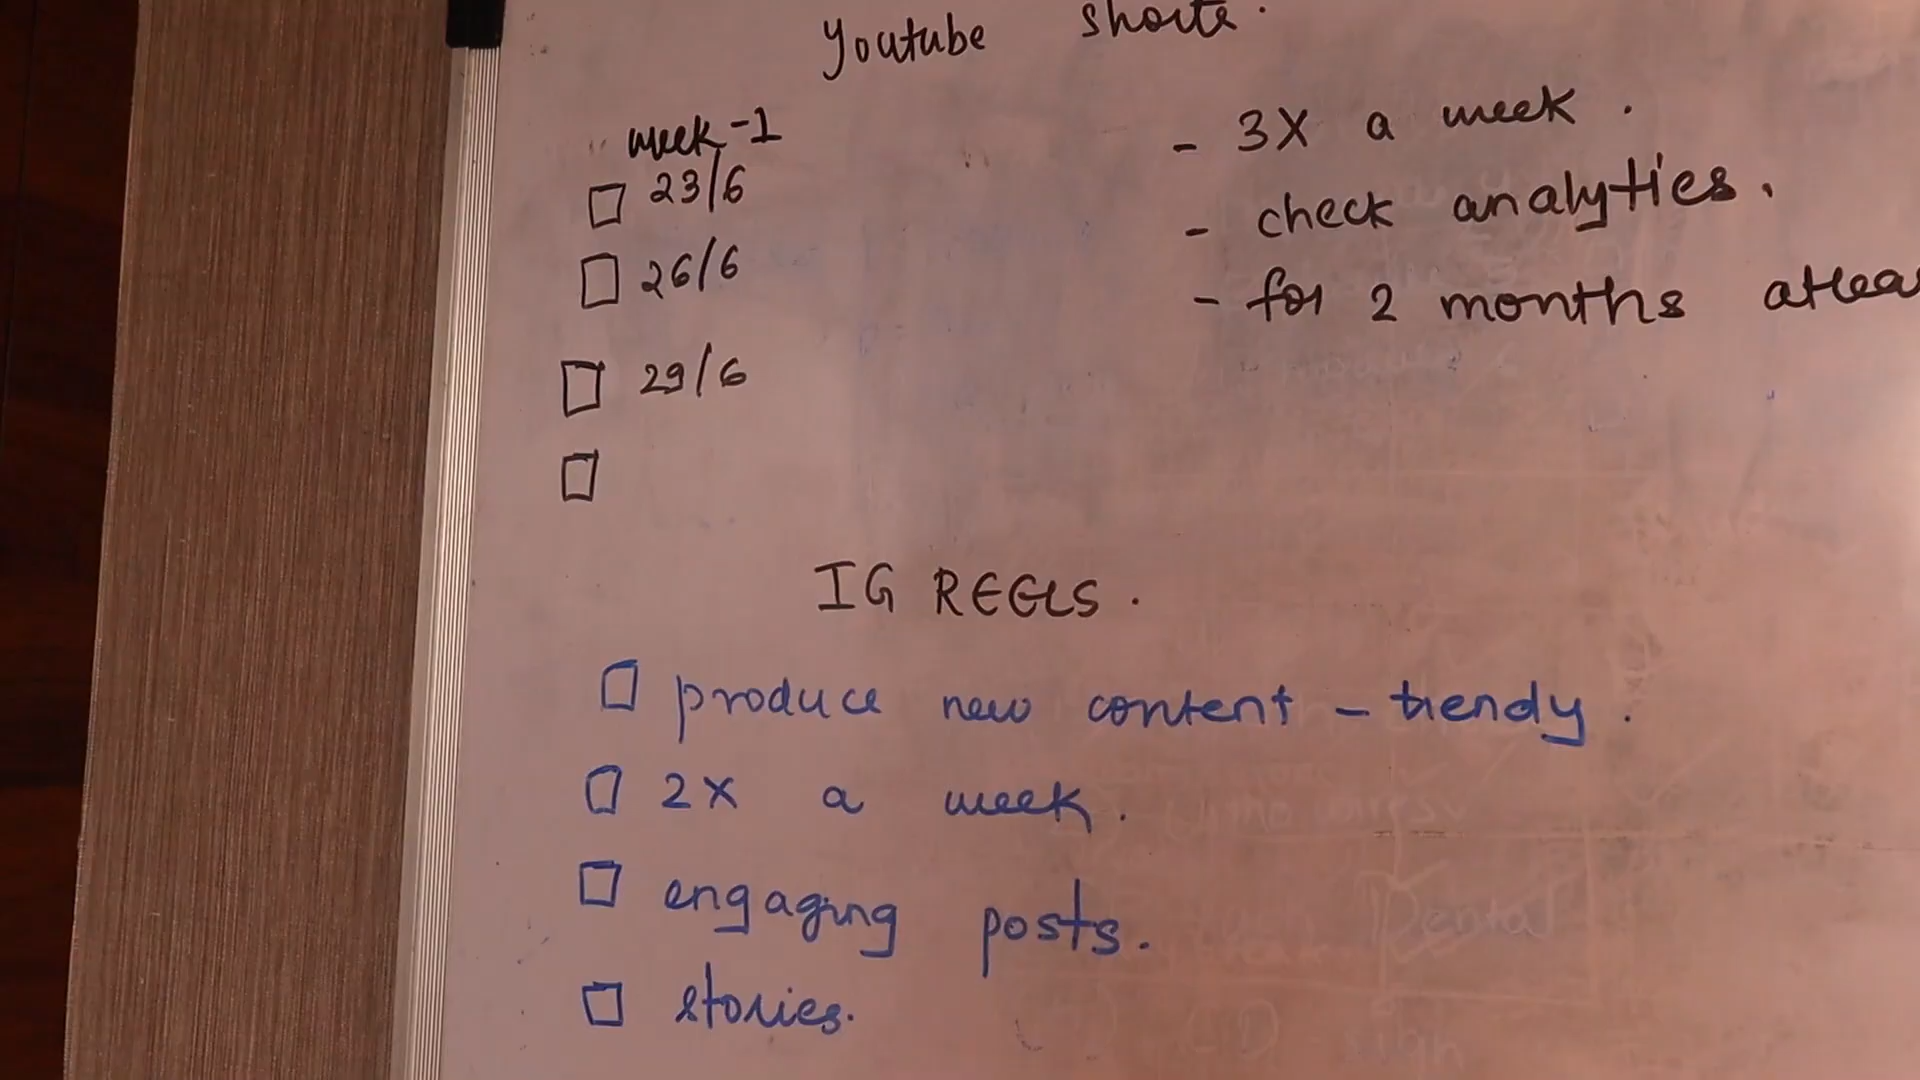 Youtube shorts.
week-1
23/6
26/6
29/6
- 3X a week.
- check analytics.
- for 2 months atleas
IG REELS.
produce new content - trendy.
2X a week.
engaging posts.
stories.